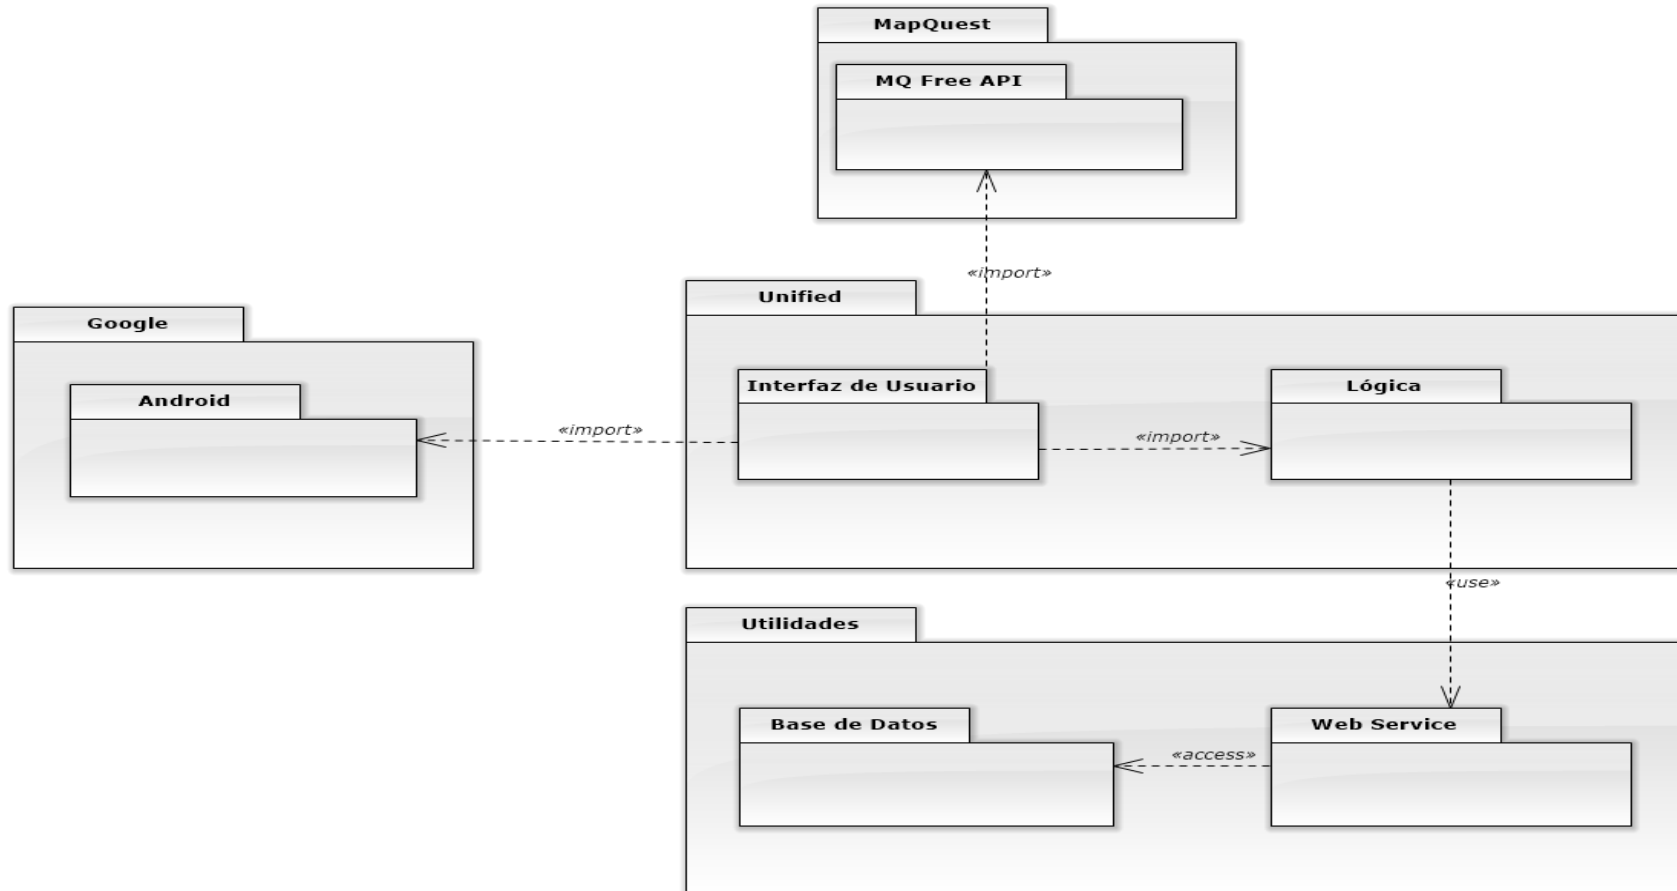 MapQuest
MQ Free API
«import»
Unified
Google
Interfaz de Usuario
Lógica
Android
«import»
«import»
«use»
Utilidades
Base de Datos
Web Service
«access»